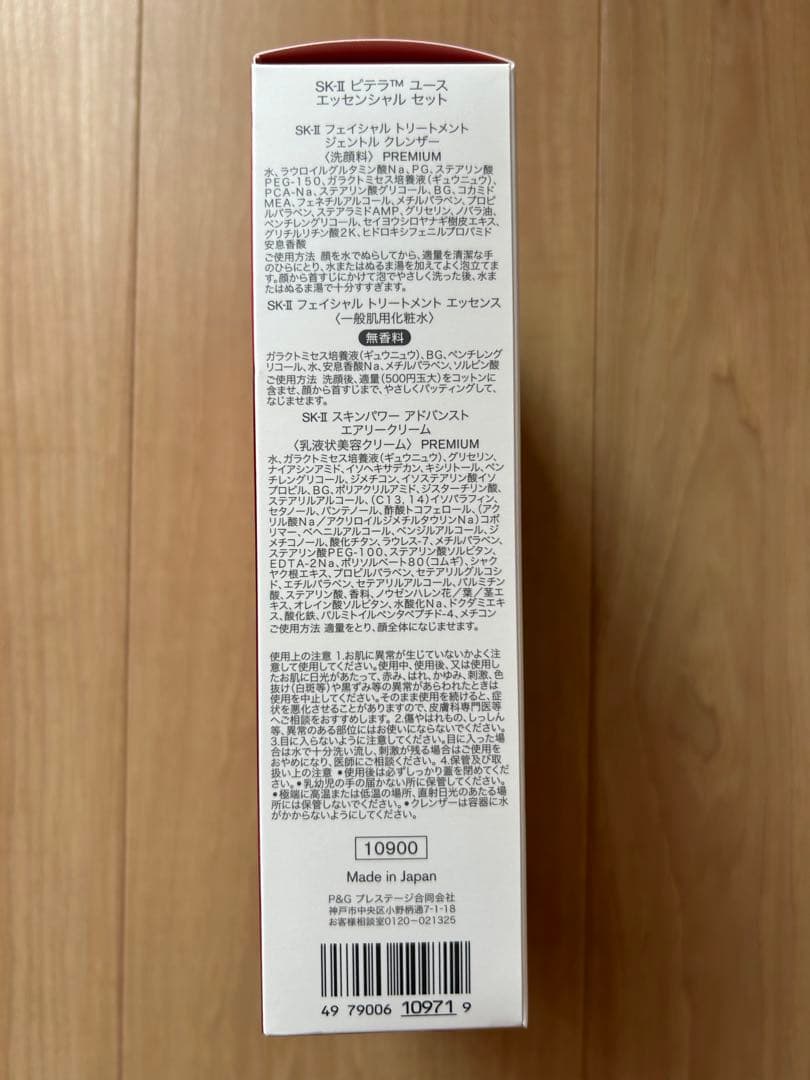 SK-II ピテラ™ ユース
エッセンシャル セット
SK-II フェイシャル トリートメント
ジェントル クレンザー
〈洗顔料〉 PREMIUM
水、ラウロイルグルタミン酸Na、PG、ステアリン酸
PEG-150、ガラクトミセス培養液(ギュウニュウ)、
PCA-Na、ステアリン酸グリコール、BG、コカミド
MEA、フェネチルアルコール、メチルパラベン、プロピ
ルパラベン、ステアラミドAMP、グリセリン、ノバラ油、
ペンチレングリコール、セイヨウシロヤナギ樹皮エキス、
グリチルリチン酸2K、ヒドロキシフェニルプロパミド
安息香酸
ご使用方法 顔を水でぬらしてから、適量を清潔な手
のひらにとり、水またはぬるま湯を加えてよく泡立てま
す。顔から首すじにかけて泡でやさしく洗った後、水ま
たはぬるま湯で十分すすぎます。
SK-II フェイシャル トリートメント エッセンス
〈一般肌用化粧水〉
無香料
ガラクトミセス培養液(ギュウニュウ)、BG、ペンチレング
リコール、水、安息香酸Na、メチルパラベン、ソルビン酸
ご使用方法 洗顔後、適量(500円玉大)をコットンに
含ませ、顔から首すじまで、やさしくパッティングして、
なじませます。
SK-II スキンパワー アドバンスト
エアリークリーム
〈乳液状美容クリーム〉 PREMIUM
水、ガラクトミセス培養液(ギュウニュウ)、グリセリン、
ナイアシンアミド、イソヘキサデカン、キシリトール、ペン
チレングリコール、ジメチコン、イソステアリン酸イソ
プロピル、BG、ポリアクリルアミド、ジスターチリン酸、
ステアリルアルコール、(C13,14)イソパラフィン、
セタノール、パンテノール、酢酸トコフェロール、(アク
リル酸Na/アクリロイルジメチルタウリンNa)コポ
リマー、ベヘニルアルコール、ベンジルアルコール、ジ
メチコノール、酸化チタン、ラウレス-7、メチルパラベン、
ステアリン酸PEG-100、ステアリン酸ソルビタン、
EDTA-2Na、ポリソルベート80(コムギ)、シャク
ヤク根エキス、プロピルパラベン、セテアリルグルコシ
ド、エチルパラベン、セテアリルアルコール、パルミチン
酸、ステアリン酸、香料、ノウゼンハレン花/葉/茎エキ
ス、オレイン酸ソルビタン、水酸化Na、ドクダミエキ
ス、酸化鉄、パルミトイルペンタペプチド-4、メチコン
ご使用方法 適量をとり、顔全体になじませます。
使用上の注意 1.お肌に異常が生じていないかよく注
意して使用してください。使用中、使用後、又は使用し
たお肌に日光があたって、赤み、はれ、かゆみ、刺激、色
抜け(白斑等)や黒ずみ等の異常があらわれたときは
使用を中止してください。そのまま使用を続けると、症
状を悪化させることがありますので、皮膚科専門医等
へご相談をおすすめします。2.傷やはれもの、しっしん
等、異常のある部位にはお使いにならないでください。
3.目に入らないように注意してください。目に入った場
合は水で十分洗い流し、刺激が残る場合はご使用を
おやめになり、医師にご相談ください。4.保管及び取
扱い上の注意 ●使用後は必ずしっかり蓋を閉めてくだ
さい。●乳幼児の手の届かない所に保管してください。
●極端に高温または低温の場所、直射日光のあたる場
所には保管しないでください。●クレンザーは容器に水
がかからないようにしてください。
10900
Made in Japan
P&G プレステージ合同会社
神戸市中央区小野柄通7-1-18
お客様相談室0120-021325
4 979006 109719